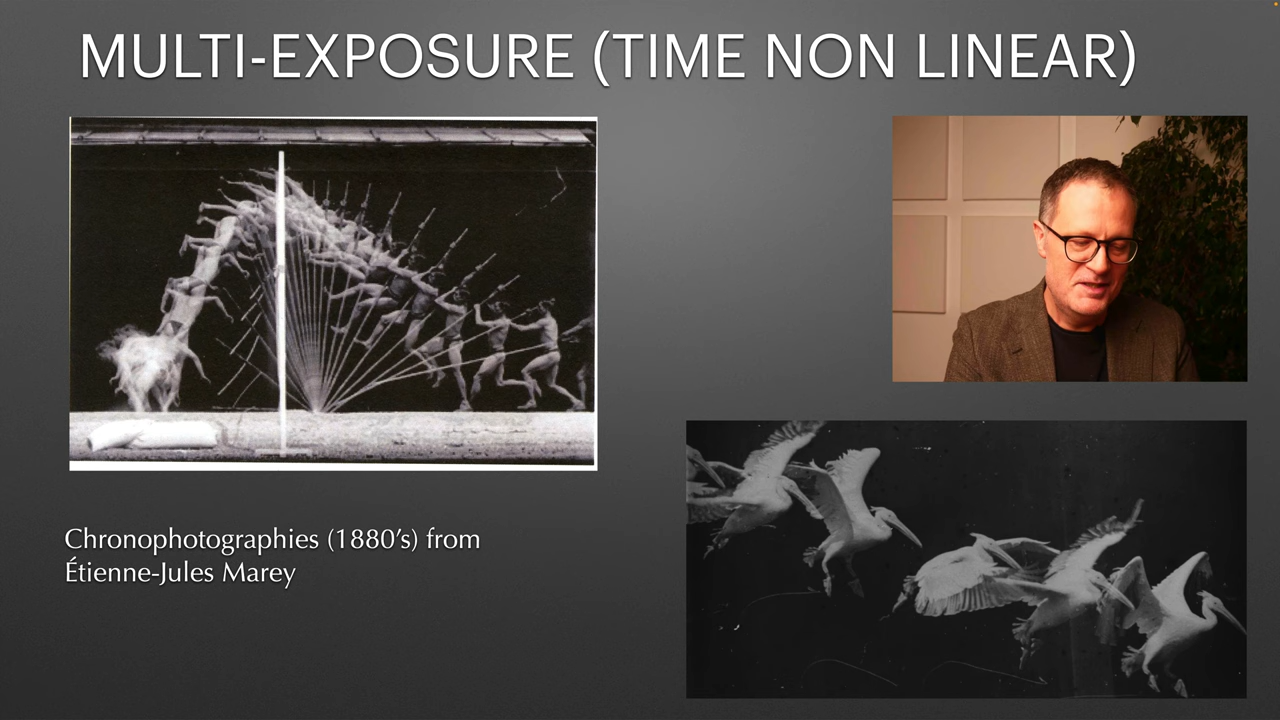 MULTI-EXPOSURE (TIME NON LINEAR)
Chronophotographies (1880’s) from
Étienne-Jules Marey